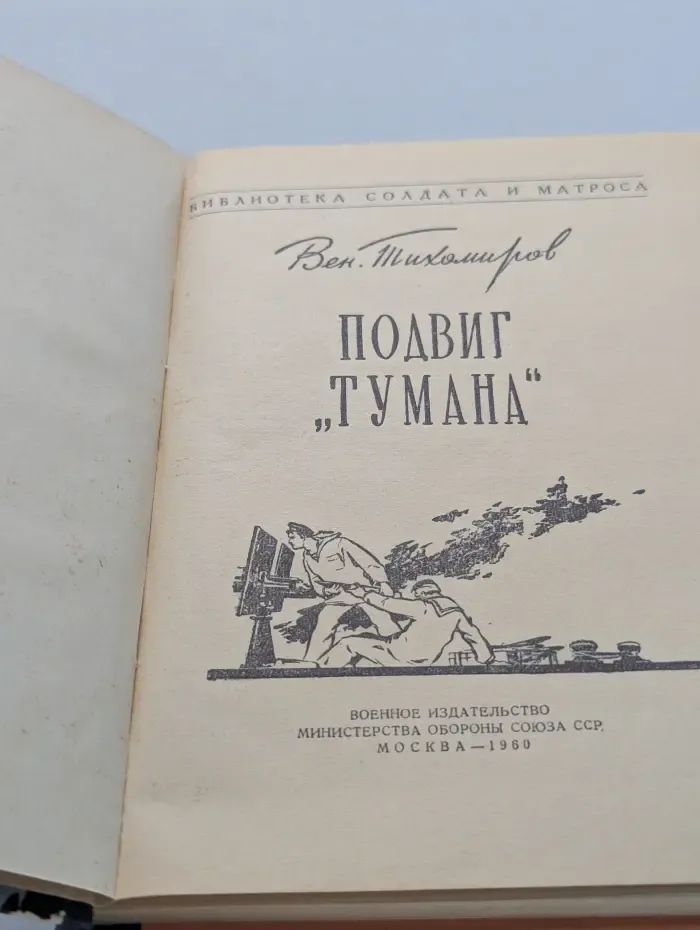 БИБЛИОТЕКА СОЛДАТА И МАТРОСА
Вен. Тихомиров
ПОДВИГ
„ТУМАНА“
ВОЕННОЕ ИЗДАТЕЛЬСТВО
МИНИСТЕРСТВА ОБОРОНЫ СОЮЗА ССР
МОСКВА—1960